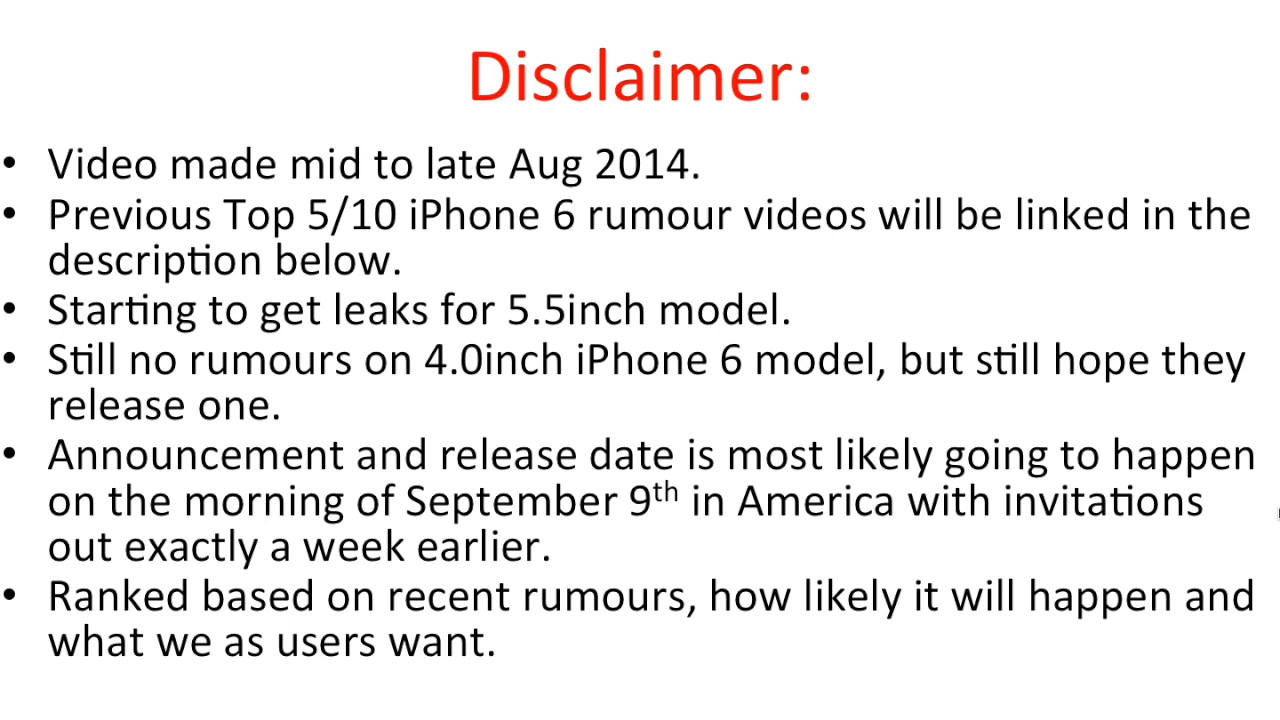 Disclaimer:
• Video made mid to late Aug 2014.
• Previous Top 5/10 iPhone 6 rumour videos will be linked in the
description below.
• Starting to get leaks for 5.5inch model.
• Still no rumours on 4.0inch iPhone 6 model, but still hope they
release one.
• Announcement and release date is most likely going to happen
on the morning of September 9th in America with invitations
out exactly a week earlier.
• Ranked based on recent rumours, how likely it will happen and
what we as users want.